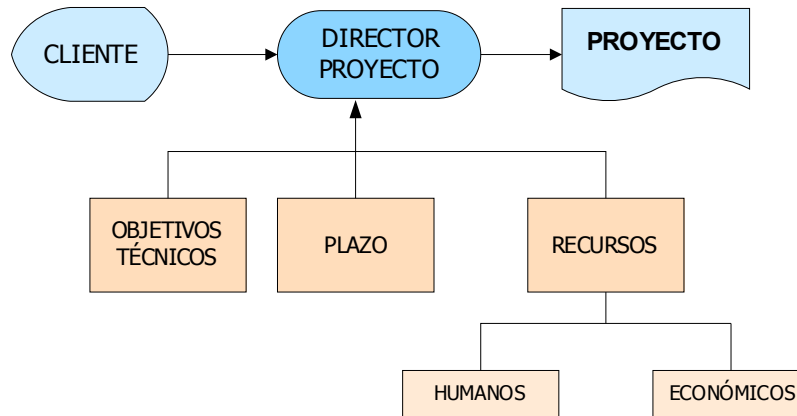 CLIENTE
DIRECTOR
PROYECTO
PROYECTO
OBJETIVOS
TÉCNICOS
PLAZO
RECURSOS
HUMANOS
ECONÓMICOS